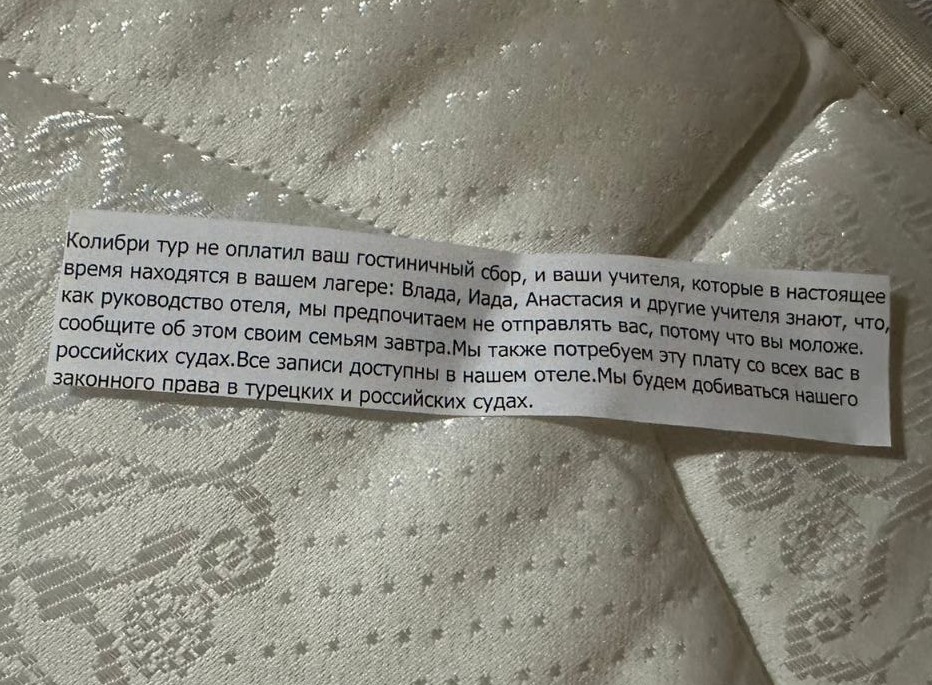 Колибри тур не оплатил ваш гостиничный сбор, и ваши учителя, которые в настоящее
время находятся в вашем лагере: Влада, Иада, Анастасия и другие учителя знают, что,
как руководство отеля, мы предпочитаем не отправлять вас, потому что вы моложе.
сообщите об этом своим семьям завтра.Мы также потребуем эту плату со всех вас в
российских судах.Все записи доступны в нашем отеле.Мы будем добиваться нашего
законного права в турецких и российских судах.